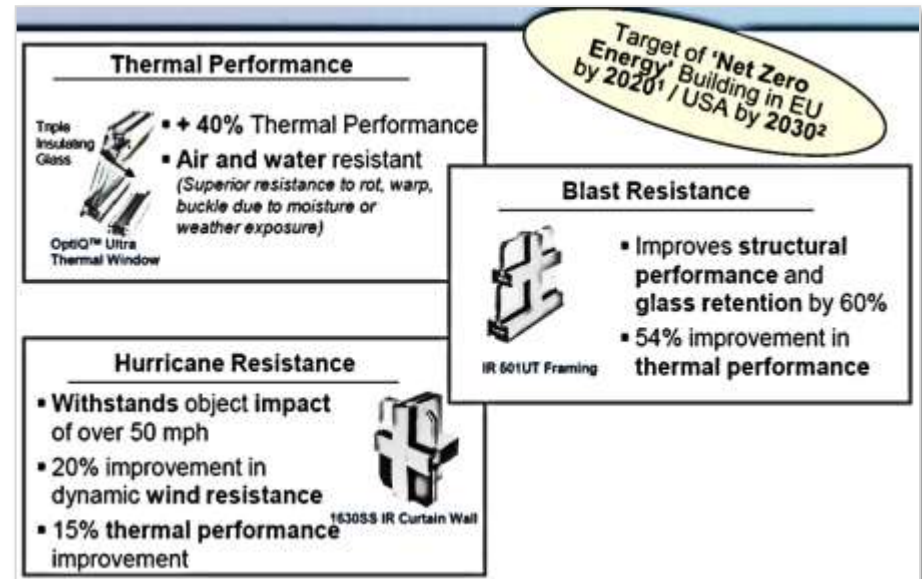 Target of ‘Net Zero
Energy’ Building in EU
by 2020¹ / USA by 2030²
Thermal Performance
Triple
Insulating
Glass
OptiQ™ Ultra
Thermal Window
▪ + 40% Thermal Performance
▪ Air and water resistant
(Superior resistance to rot, warp,
buckle due to moisture or
weather exposure)
Blast Resistance
IR 501UT Framing
▪ Improves structural
performance and
glass retention by 60%
▪ 54% improvement in
thermal performance
Hurricane Resistance
▪ Withstands object impact
of over 50 mph
▪ 20% improvement in
dynamic wind resistance
▪ 15% thermal performance
improvement
1630SS IR Curtain Wall